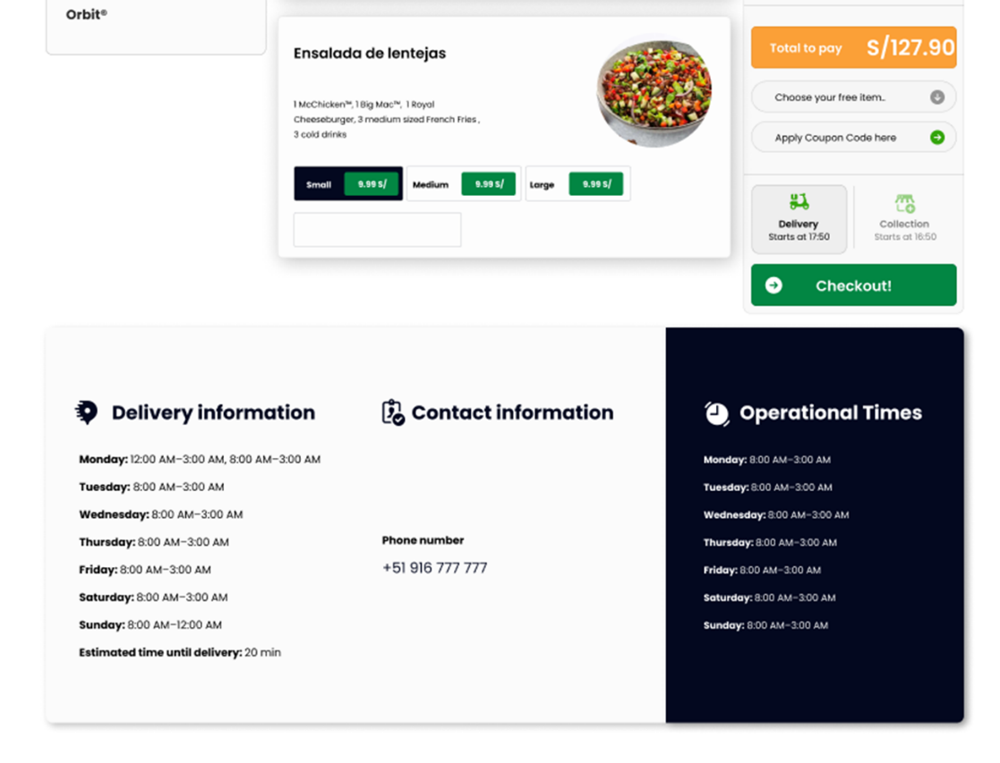 Orbit®
Ensalada de lentejas
1 McChicken™, 1 Big Mac™, 1 Royal
Cheeseburger, 3 medium sized French Fries ,
3 cold drinks
Small 9.99 S/ Medium 9.99 S/ Large 9.99 S/
Total to pay S/127.90
Choose your free item..
Apply Coupon Code here
Delivery
Starts at 17:50
Collection
Starts at 16:50
Checkout!
Delivery information
Monday: 12:00 AM–3:00 AM, 8:00 AM–3:00 AM
Tuesday: 8:00 AM–3:00 AM
Wednesday: 8:00 AM–3:00 AM
Thursday: 8:00 AM–3:00 AM
Friday: 8:00 AM–3:00 AM
Saturday: 8:00 AM–3:00 AM
Sunday: 8:00 AM–12:00 AM
Estimated time until delivery: 20 min
Contact information
Phone number
+51 916 777 777
Operational Times
Monday: 8:00 AM–3:00 AM
Tuesday: 8:00 AM–3:00 AM
Wednesday: 8:00 AM–3:00 AM
Thursday: 8:00 AM–3:00 AM
Friday: 8:00 AM–3:00 AM
Saturday: 8:00 AM–3:00 AM
Sunday: 8:00 AM–3:00 AM